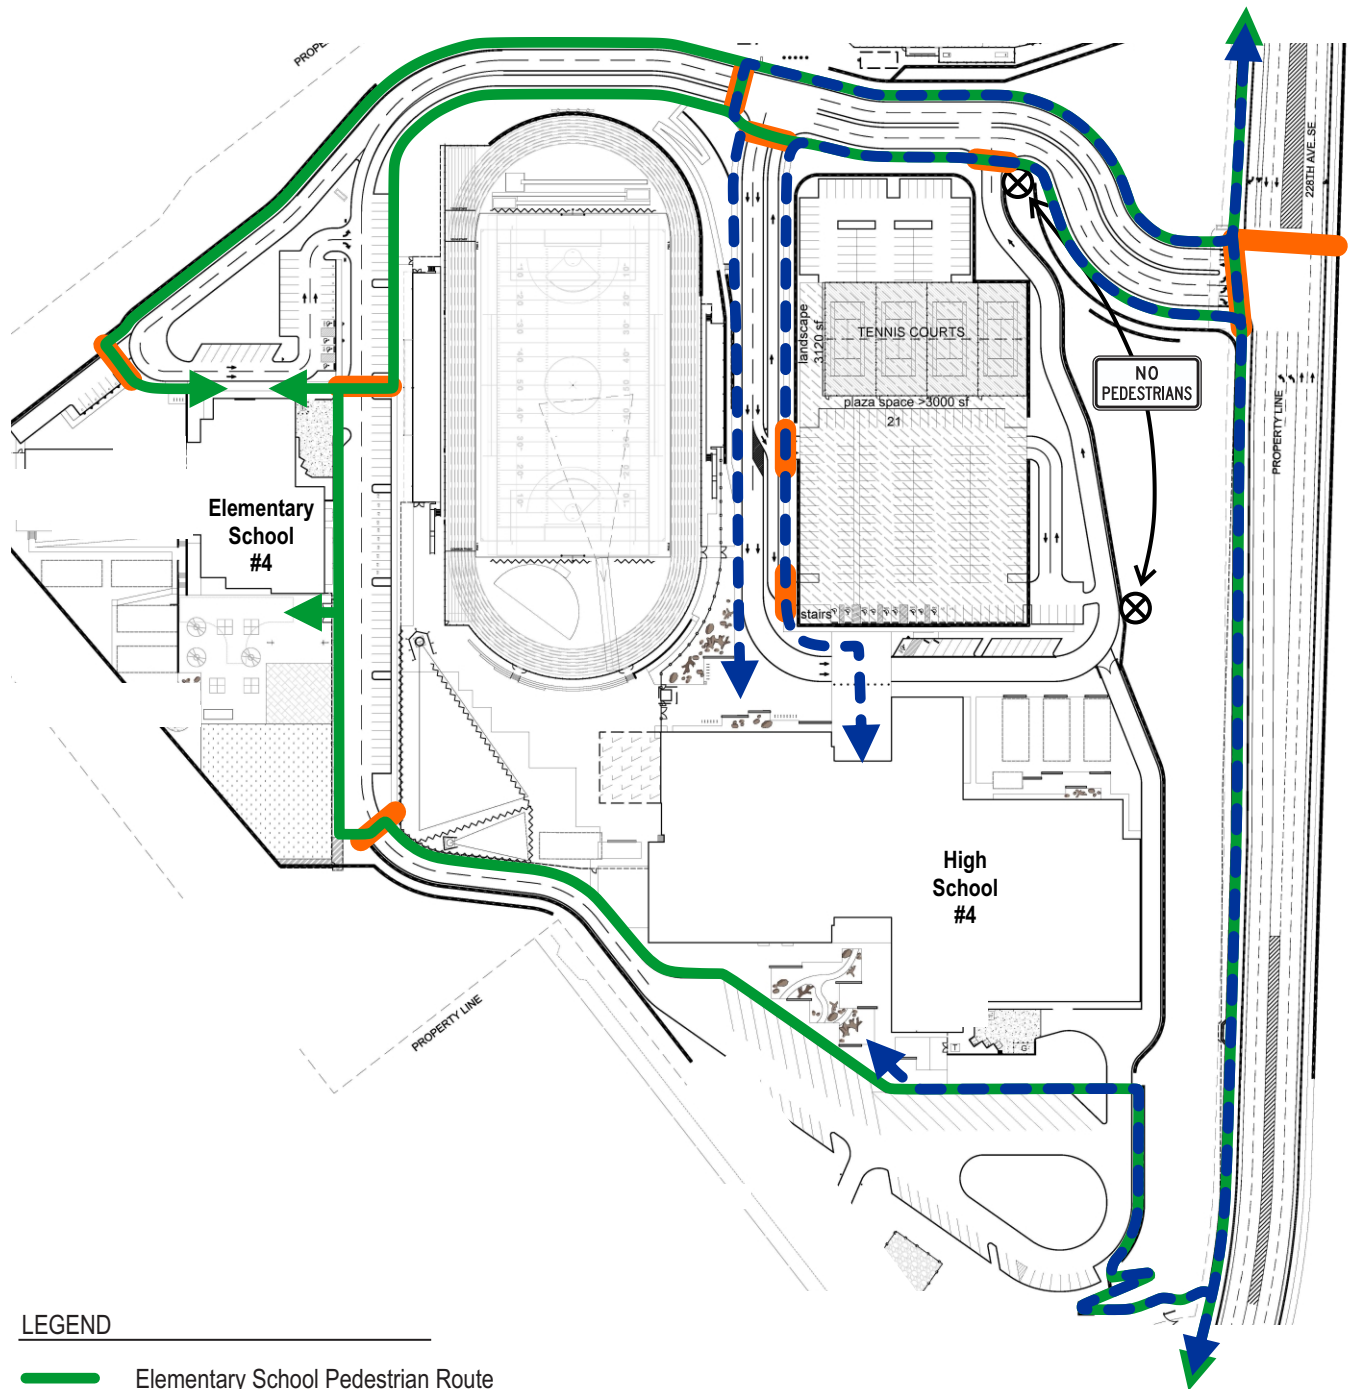 PROPE
228TH AVE. SE
landscape
3120 sf
TENNIS COURTS
NO
PEDESTRIANS
plaza space >3000 sf
21
PROPERTY LINE
Elementary
School
#4
stairs
High
School
#4
PROPERTY LINE
T
G
LEGEND
Elementary School Pedestrian Route